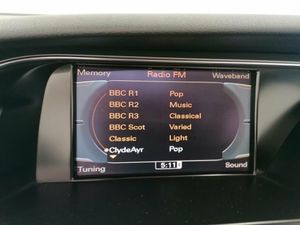 Memory Radio FM Waveband
BBC R1 Pop
BBC R2 Music
BBC R3 Classical
BBC Scot Varied
Classic Light
ClydeAyr Pop
Tuning 5:11 Sound